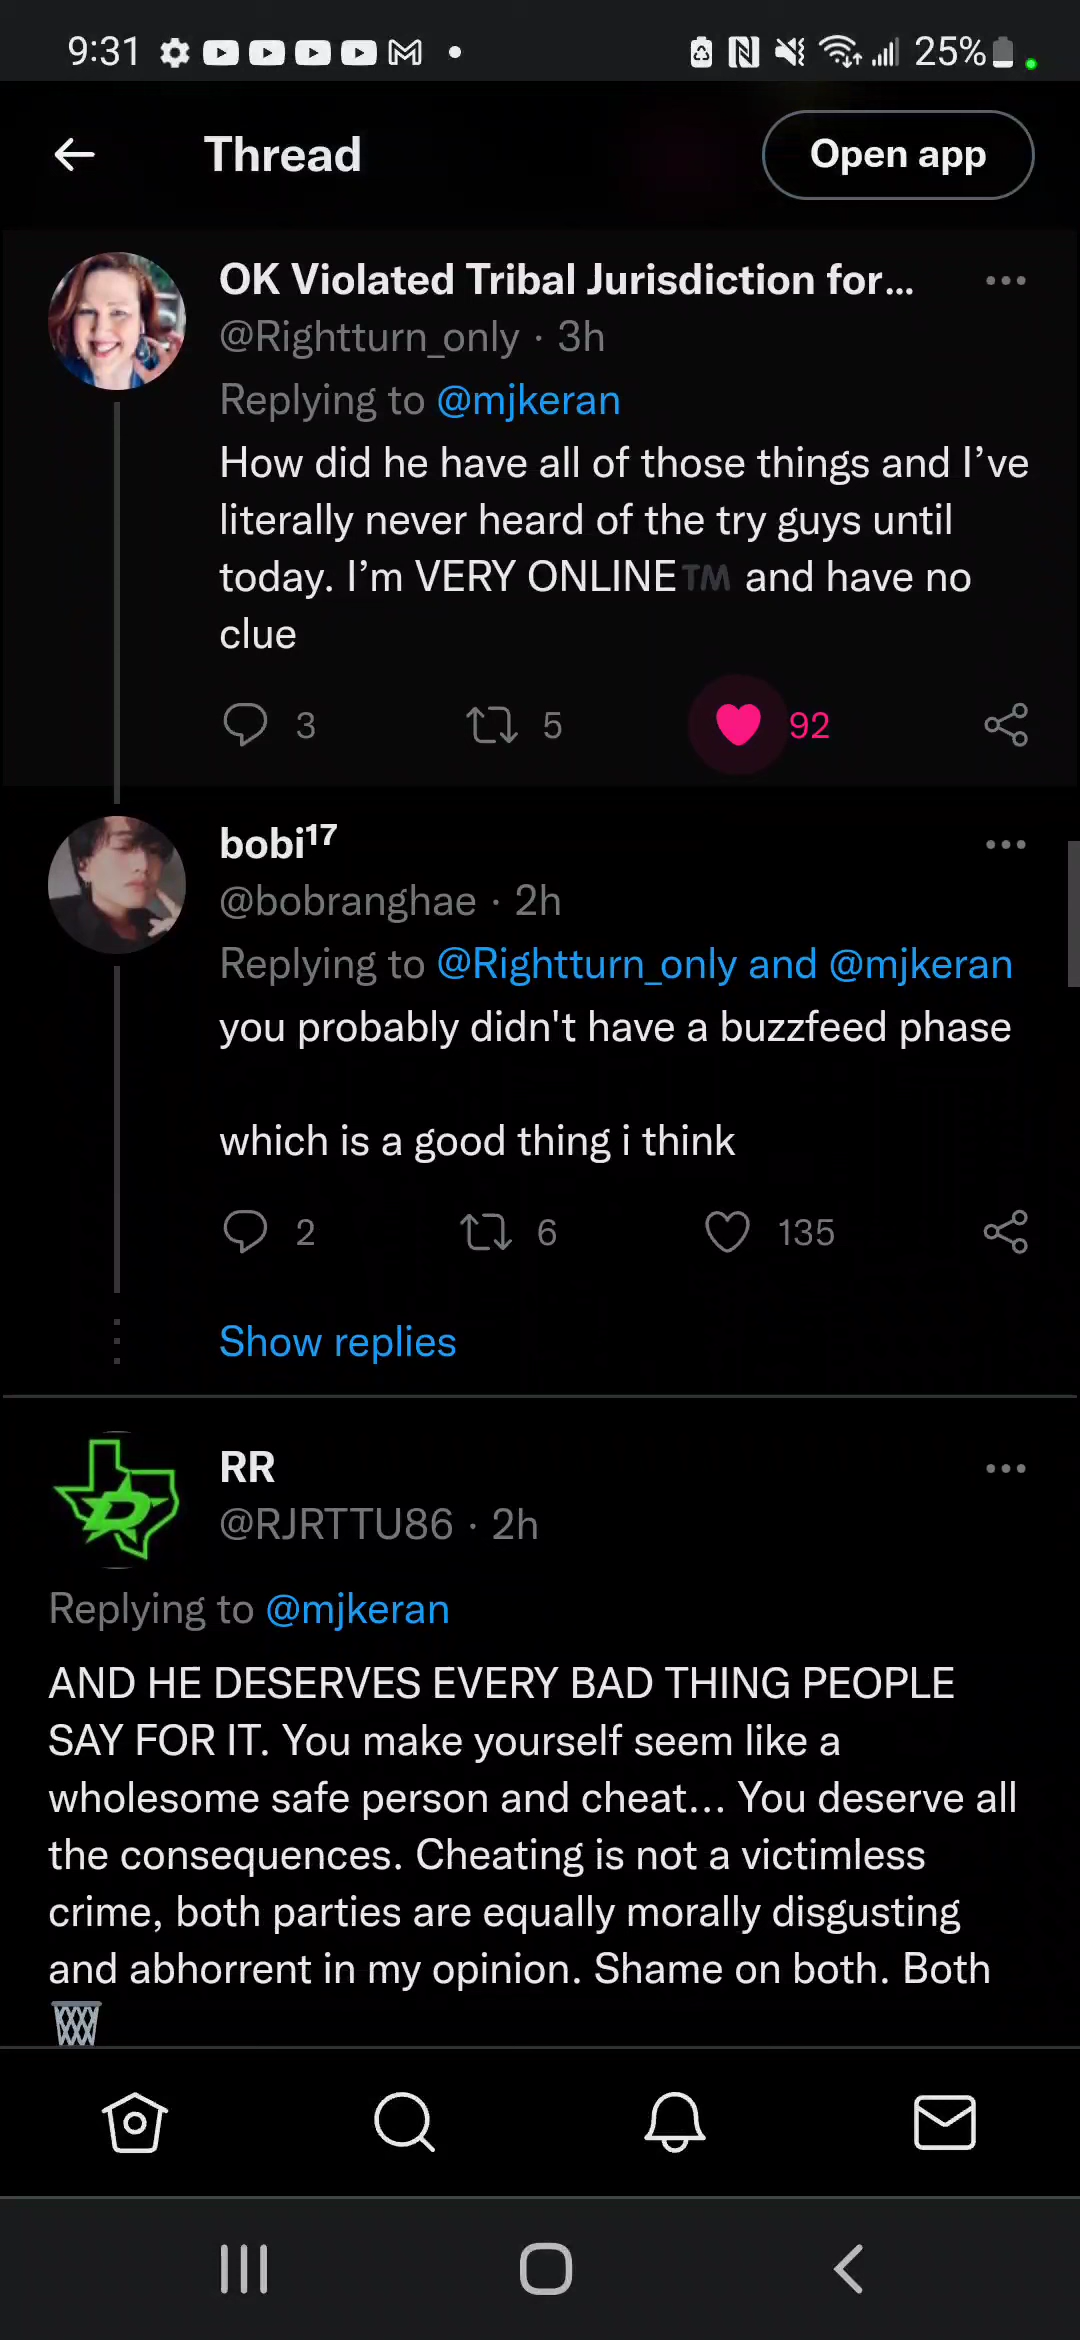 9:31 25%
Thread Open app
OK Violated Tribal Jurisdiction for...
@Rightturn_only · 3h
Replying to @mjkeran
How did he have all of those things and I’ve
literally never heard of the try guys until
today. I’m VERY ONLINE™️ and have no
clue
3 5 92
bobi¹⁷
@bobranghae · 2h
Replying to @Rightturn_only and @mjkeran
you probably didn't have a buzzfeed phase
which is a good thing i think
2 6 135
Show replies
RR
@RJRTTU86 · 2h
Replying to @mjkeran
AND HE DESERVES EVERY BAD THING PEOPLE
SAY FOR IT. You make yourself seem like a
wholesome safe person and cheat... You deserve all
the consequences. Cheating is not a victimless
crime, both parties are equally morally disgusting
and abhorrent in my opinion. Shame on both. Both
🗑️